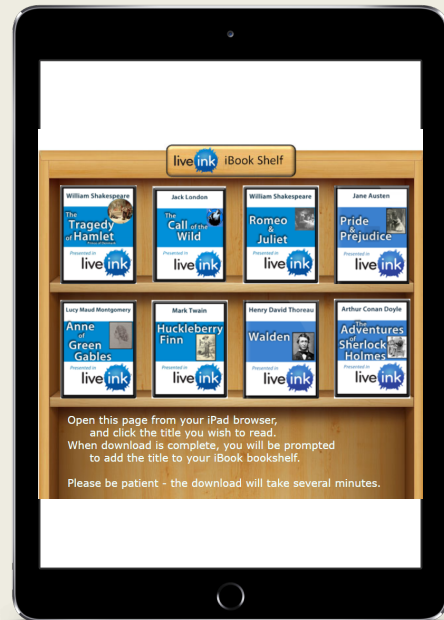 live ink iBook Shelf
William Shakespeare
The
Tragedy
of Hamlet
Presented in
live ink
Jack London
The
Call of the
Wild
Presented in
live ink
William Shakespeare
Romeo
&
Juliet
Presented in
live ink
Jane Austen
Pride
&
Prejudice
Presented in
live ink
Lucy Maud Montgomery
Anne
of
Green
Gables
Presented in
live ink
Mark Twain
Huckleberry
Finn
Presented in
live ink
Henry David Thoreau
Walden
Presented in
live ink
Arthur Conan Doyle
The
Adventures
of
Sherlock
Holmes
Presented in
live ink
Open this page from your iPad browser,
and click the title you wish to read.
When download is complete, you will be prompted
to add the title to your iBook bookshelf.
Please be patient - the download will take several minutes.